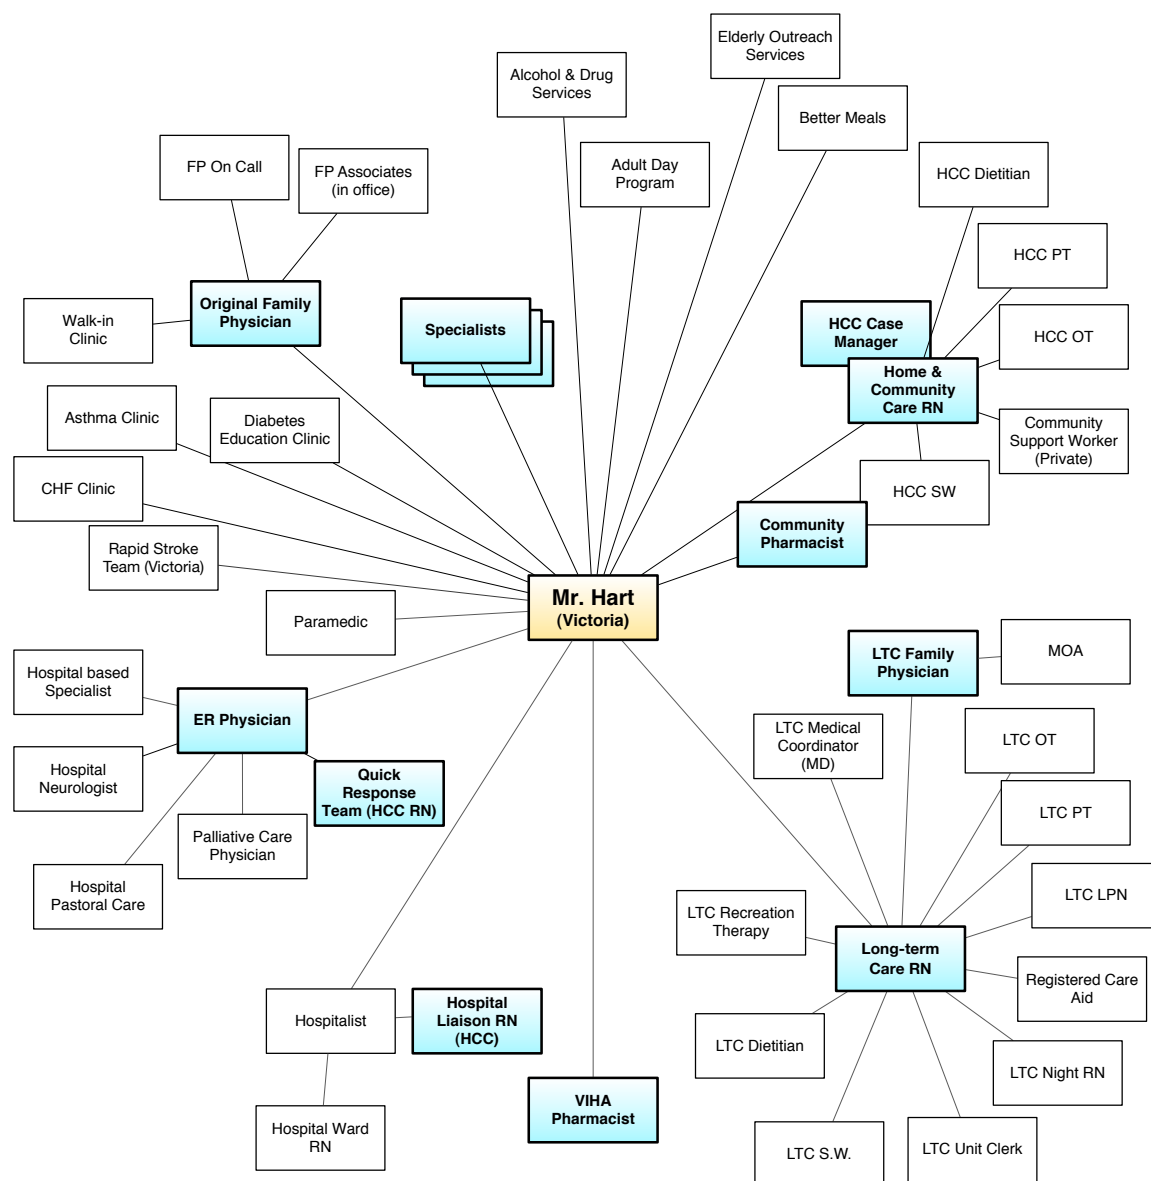 Elderly Outreach
Services
Alcohol & Drug
Services
Better Meals
FP On Call
FP Associates
(in office)
Adult Day
Program
HCC Dietitian
HCC PT
Original Family
Physician
Specialists
Walk-in
Clinic
HCC Case
Manager
HCC OT
Home &
Community
Care RN
Asthma Clinic
Diabetes
Education Clinic
Community
Support Worker
(Private)
CHF Clinic
HCC SW
Community
Pharmacist
Rapid Stroke
Team (Victoria)
Mr. Hart
(Victoria)
Paramedic
LTC Family
Physician
MOA
Hospital based
Specialist
ER Physician
LTC Medical
Coordinator
(MD)
LTC OT
Hospital
Neurologist
Quick
Response
Team (HCC RN)
LTC PT
Palliative Care
Physician
Hospital
Pastoral Care
LTC LPN
LTC Recreation
Therapy
Long-term
Care RN
Registered Care
Aid
Hospitalist
Hospital
Liaison RN
(HCC)
LTC Dietitian
LTC Night RN
VIHA
Pharmacist
Hospital Ward
RN
LTC S.W.
LTC Unit Clerk